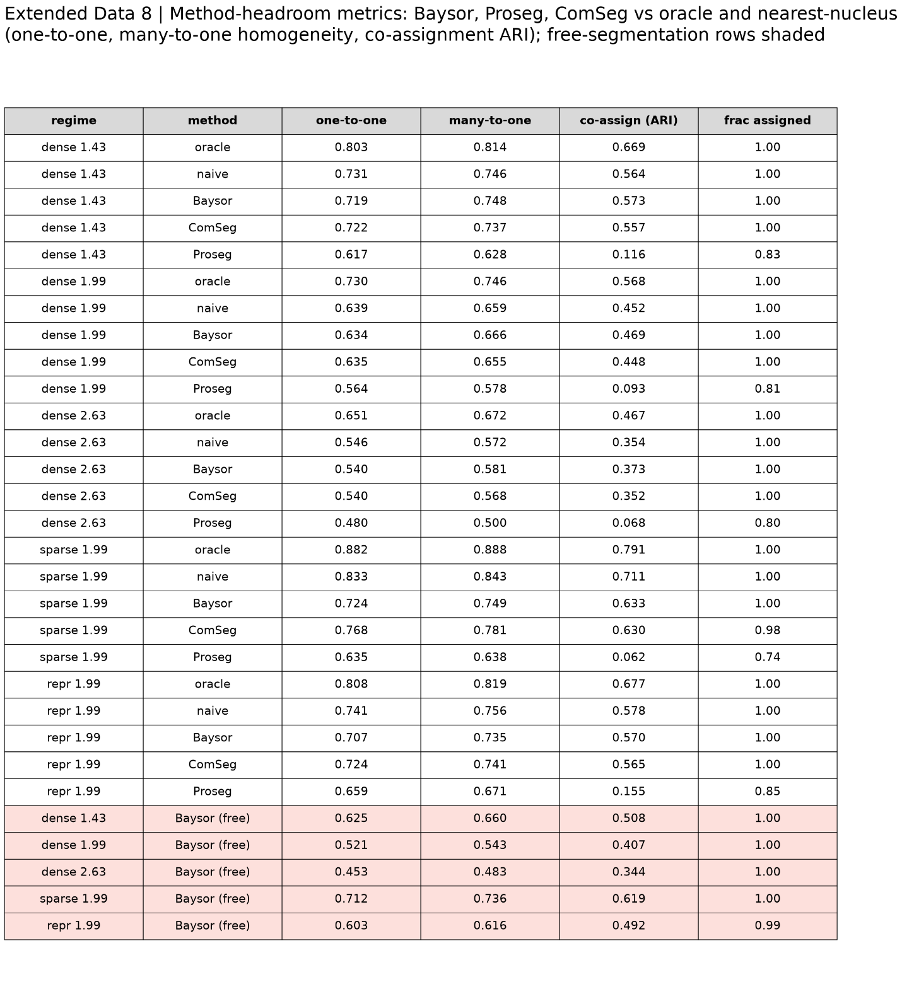 Extended Data 8 | Method-headroom metrics: Baysor, Proseg, ComSeg vs oracle and nearest-nucleus
(one-to-one, many-to-one homogeneity, co-assignment ARI); free-segmentation rows shaded
regime method one-to-one many-to-one co-assign (ARI) frac assigned
dense 1.43 oracle 0.803 0.814 0.669 1.00
dense 1.43 naive 0.731 0.746 0.564 1.00
dense 1.43 Baysor 0.719 0.748 0.573 1.00
dense 1.43 ComSeg 0.722 0.737 0.557 1.00
dense 1.43 Proseg 0.617 0.628 0.116 0.83
dense 1.99 oracle 0.730 0.746 0.568 1.00
dense 1.99 naive 0.639 0.659 0.452 1.00
dense 1.99 Baysor 0.634 0.666 0.469 1.00
dense 1.99 ComSeg 0.635 0.655 0.448 1.00
dense 1.99 Proseg 0.564 0.578 0.093 0.81
dense 2.63 oracle 0.651 0.672 0.467 1.00
dense 2.63 naive 0.546 0.572 0.354 1.00
dense 2.63 Baysor 0.540 0.581 0.373 1.00
dense 2.63 ComSeg 0.540 0.568 0.352 1.00
dense 2.63 Proseg 0.480 0.500 0.068 0.80
sparse 1.99 oracle 0.882 0.888 0.791 1.00
sparse 1.99 naive 0.833 0.843 0.711 1.00
sparse 1.99 Baysor 0.724 0.749 0.633 1.00
sparse 1.99 ComSeg 0.768 0.781 0.630 0.98
sparse 1.99 Proseg 0.635 0.638 0.062 0.74
repr 1.99 oracle 0.808 0.819 0.677 1.00
repr 1.99 naive 0.741 0.756 0.578 1.00
repr 1.99 Baysor 0.707 0.735 0.570 1.00
repr 1.99 ComSeg 0.724 0.741 0.565 1.00
repr 1.99 Proseg 0.659 0.671 0.155 0.85
dense 1.43 Baysor (free) 0.625 0.660 0.508 1.00
dense 1.99 Baysor (free) 0.521 0.543 0.407 1.00
dense 2.63 Baysor (free) 0.453 0.483 0.344 1.00
sparse 1.99 Baysor (free) 0.712 0.736 0.619 1.00
repr 1.99 Baysor (free) 0.603 0.616 0.492 0.99